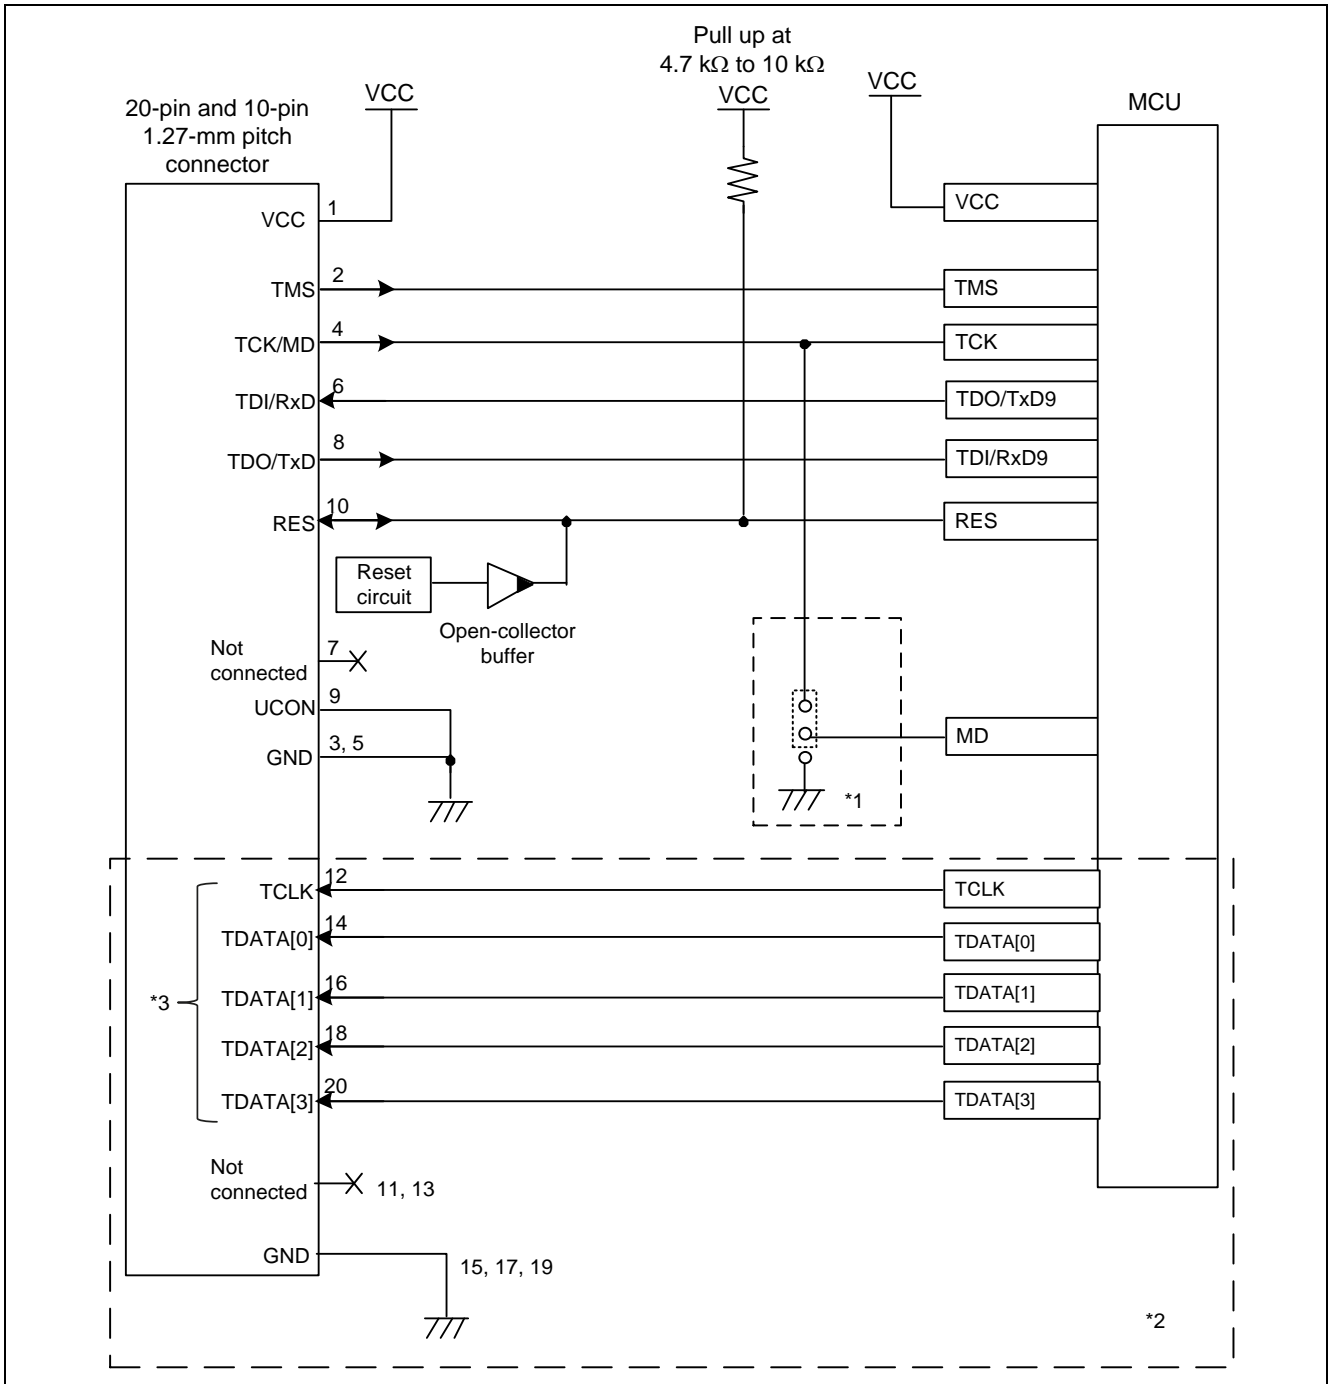 Pull up at
4.7 kΩ to 10 kΩ
VCC
VCC
VCC
20-pin and 10-pin
1.27-mm pitch
connector
MCU
VCC
1
VCC
TMS
2
TMS
TCK/MD
4
TCK
TDI/RxD
6
TDO/TxD9
TDO/TxD
8
TDI/RxD9
RES
10
RES
Reset
circuit
Open-collector
buffer
Not
connected
7
UCON
9
GND
3, 5
MD
*1
TCLK
12
TCLK
TDATA[0]
14
TDATA[0]
*3
TDATA[1]
16
TDATA[1]
TDATA[2]
18
TDATA[2]
TDATA[3]
20
TDATA[3]
Not
connected
11, 13
GND
15, 17, 19
*2